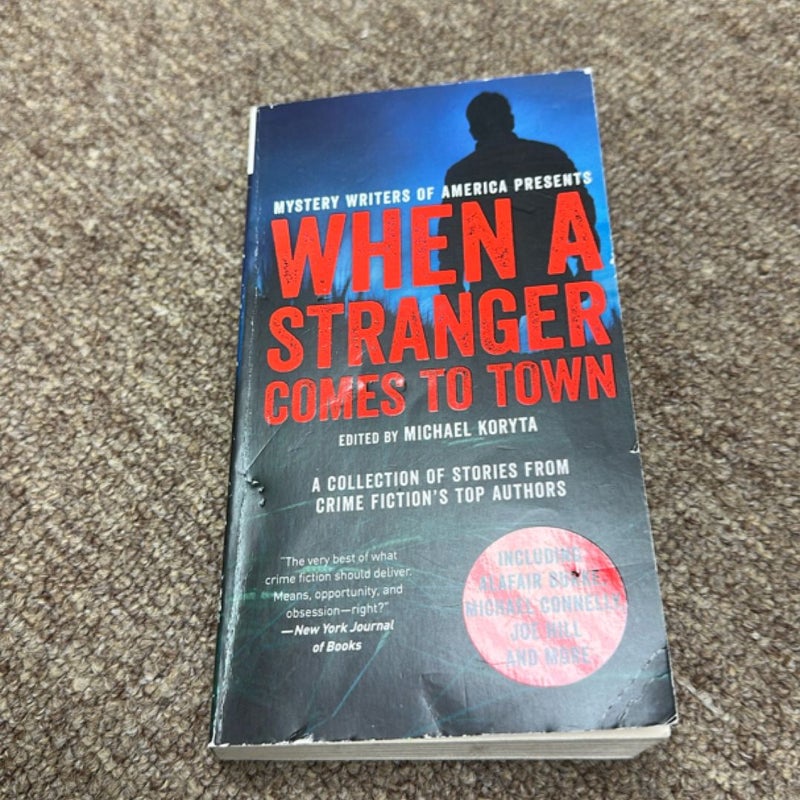 MYSTERY WRITERS OF AMERICA PRESENTS
WHEN A
STRANGER
COMES TO TOWN
EDITED BY MICHAEL KORYTA
A COLLECTION OF STORIES FROM
CRIME FICTION'S TOP AUTHORS
"The very best of what
crime fiction should deliver.
Means, opportunity, and
obsession—right?"
—New York Journal
of Books
INCLUDING
ALAFAIR BURKE,
MICHAEL CONNELLY,
JOE HILL
AND MORE